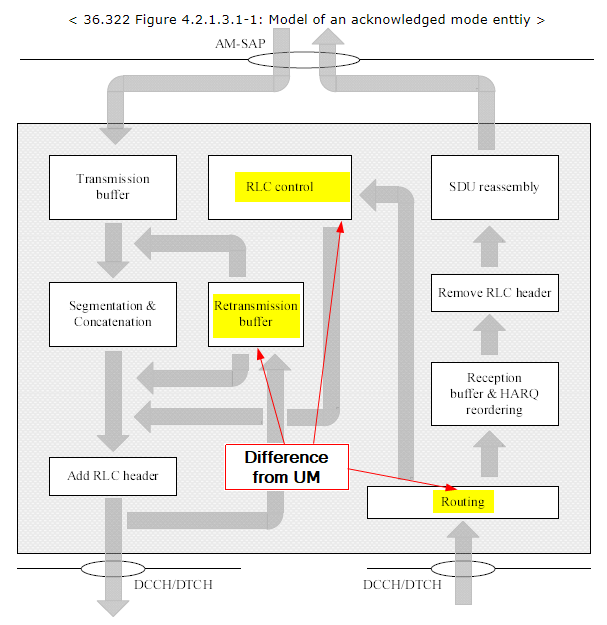 < 36.322 Figure 4.2.1.3.1-1: Model of an acknowledged mode enttiy >
AM-SAP
Transmission
buffer
RLC control
SDU reassembly
Segmentation &
Concatenation
Retransmission
buffer
Remove RLC header
Reception
buffer & HARQ
reordering
Difference
from UM
Add RLC header
Routing
DCCH/DTCH
DCCH/DTCH